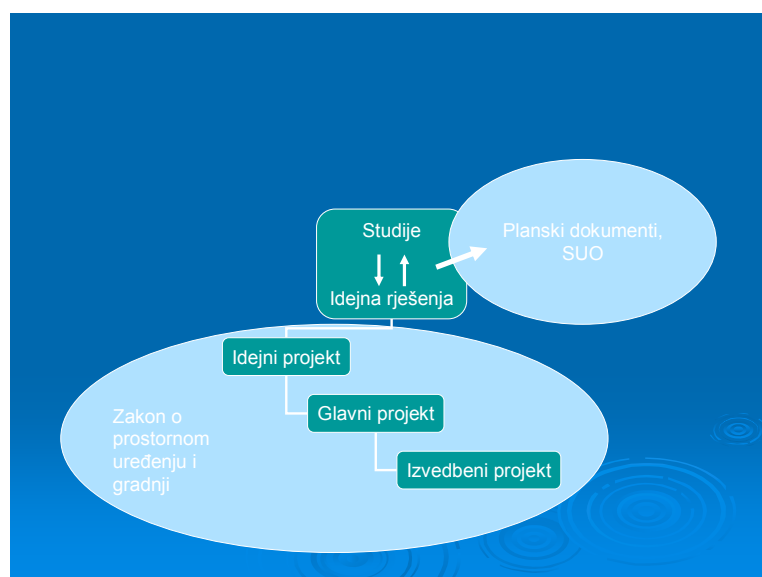 Studije
Idejna rješenja
Planski dokumenti,
SUO
Idejni projekt
Glavni projekt
Izvedbeni projekt
Zakon o
prostornom
uređenju i
gradnji